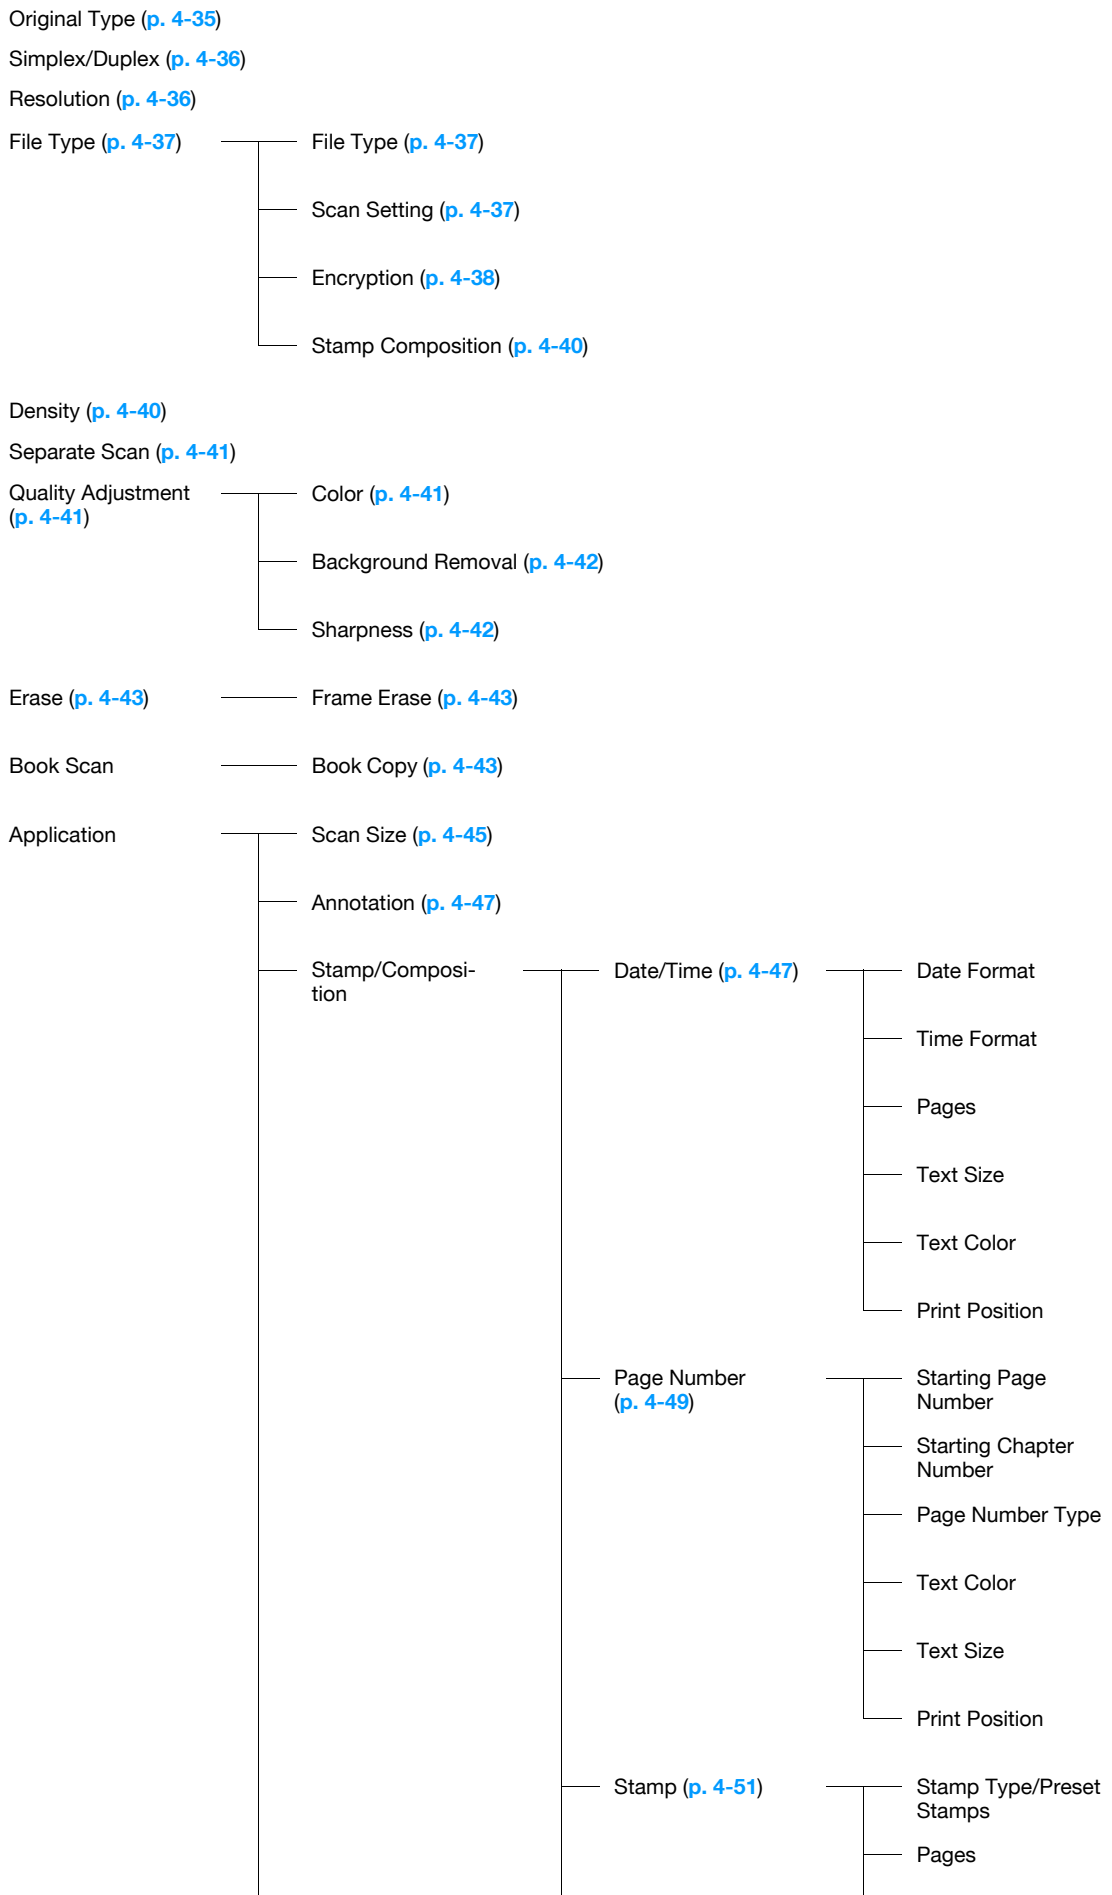 Original Type (p. 4-35)
Simplex/Duplex (p. 4-36)
Resolution (p. 4-36)
File Type (p. 4-37)
File Type (p. 4-37)
Scan Setting (p. 4-37)
Encryption (p. 4-38)
Stamp Composition (p. 4-40)
Density (p. 4-40)
Separate Scan (p. 4-41)
Quality Adjustment
(p. 4-41)
Color (p. 4-41)
Background Removal (p. 4-42)
Sharpness (p. 4-42)
Erase (p. 4-43)
Frame Erase (p. 4-43)
Book Scan
Book Copy (p. 4-43)
Application
Scan Size (p. 4-45)
Annotation (p. 4-47)
Stamp/Composi-
tion
Date/Time (p. 4-47)
Date Format
Time Format
Pages
Text Size
Text Color
Print Position
Page Number
(p. 4-49)
Starting Page
Number
Starting Chapter
Number
Page Number Type
Text Color
Text Size
Print Position
Stamp (p. 4-51)
Stamp Type/Preset
Stamps
Pages